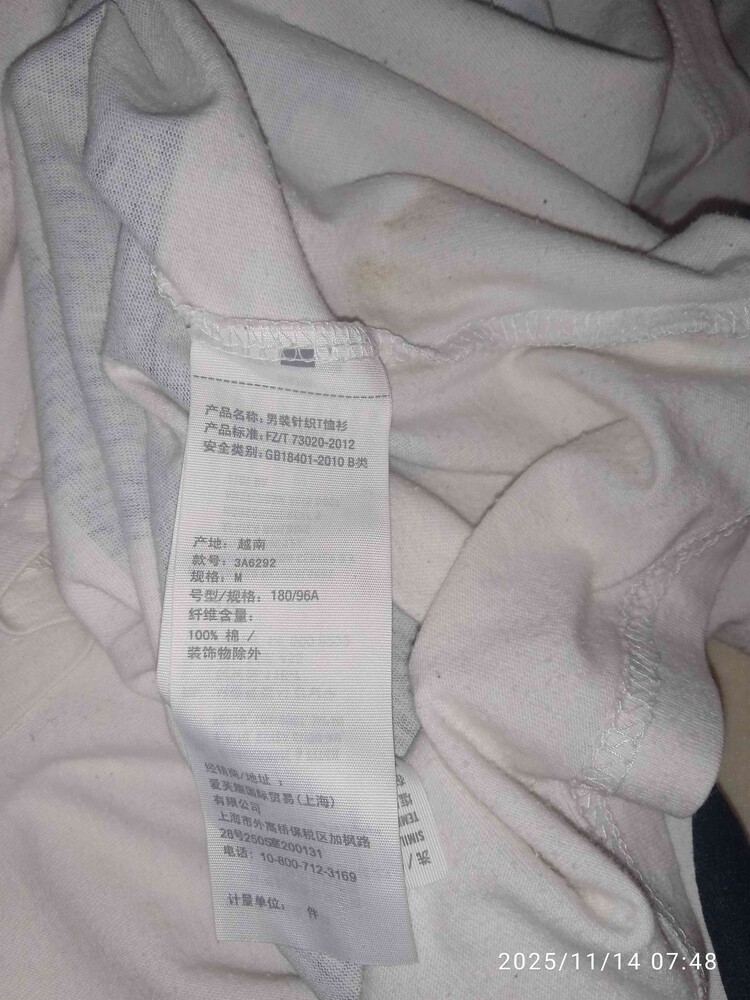 产品名称: 男装针织T恤衫
产品标准: FZ/T 73020-2012
安全类别: GB18401-2010 B类
产地: 越南
款号: 3A6292
规格: M
号型/规格: 180/96A
纤维含量:
100% 棉 /
装饰物除外
经销商/地址 :
国际贸易(上海)
有限公司
上海市外高桥保税区加枫路
28号2505室200131
电话: 10-800-712-3169
计量单位: 件
洗 /
SIMIL
TEM
2025/11/14 07:48